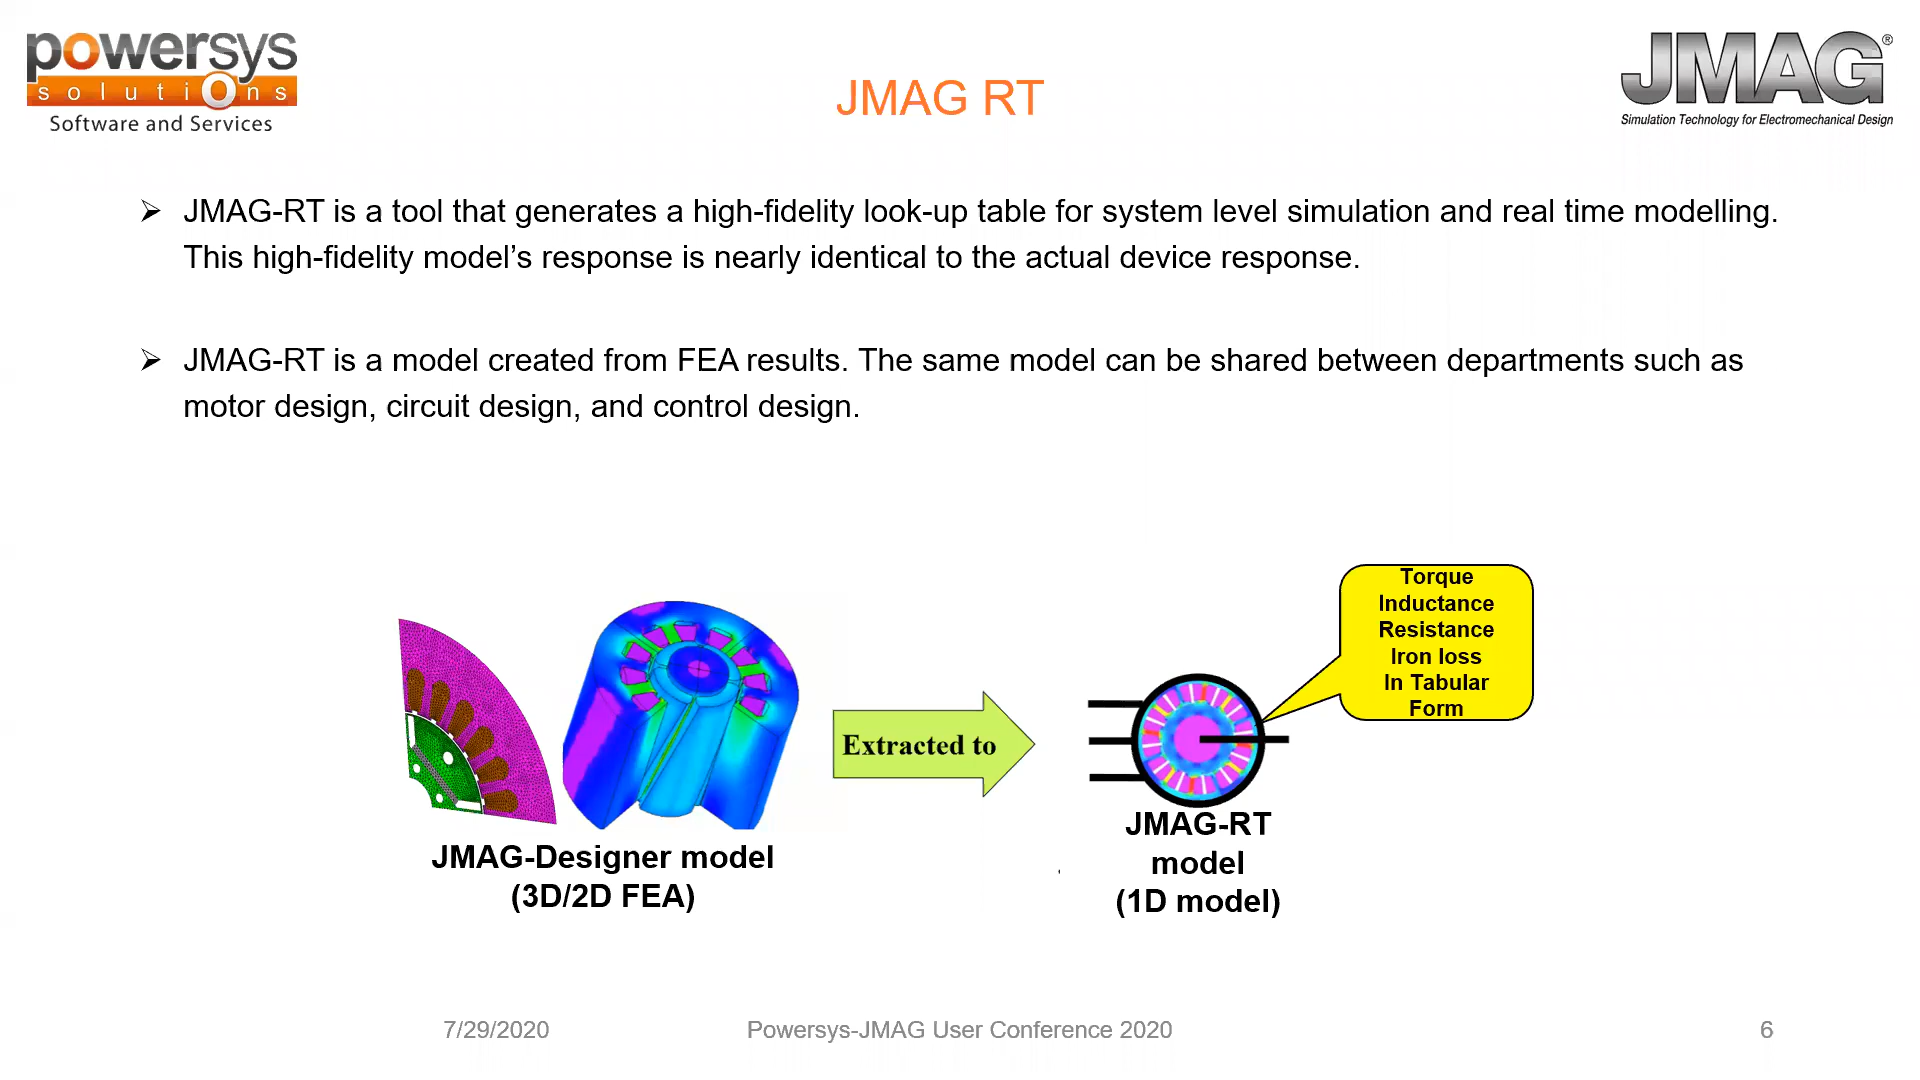 powersys
solutiOns
Software and Services
JMAG RT
JMAG®
Simulation Technology for Electromechanical Design
➢ JMAG-RT is a tool that generates a high-fidelity look-up table for system level simulation and real time modelling.
This high-fidelity model’s response is nearly identical to the actual device response.
➢ JMAG-RT is a model created from FEA results. The same model can be shared between departments such as
motor design, circuit design, and control design.
Torque
Inductance
Resistance
Iron loss
In Tabular
Form
Extracted to
JMAG-Designer model
(3D/2D FEA)
JMAG-RT
model
(1D model)
7/29/2020
Powersys-JMAG User Conference 2020
6